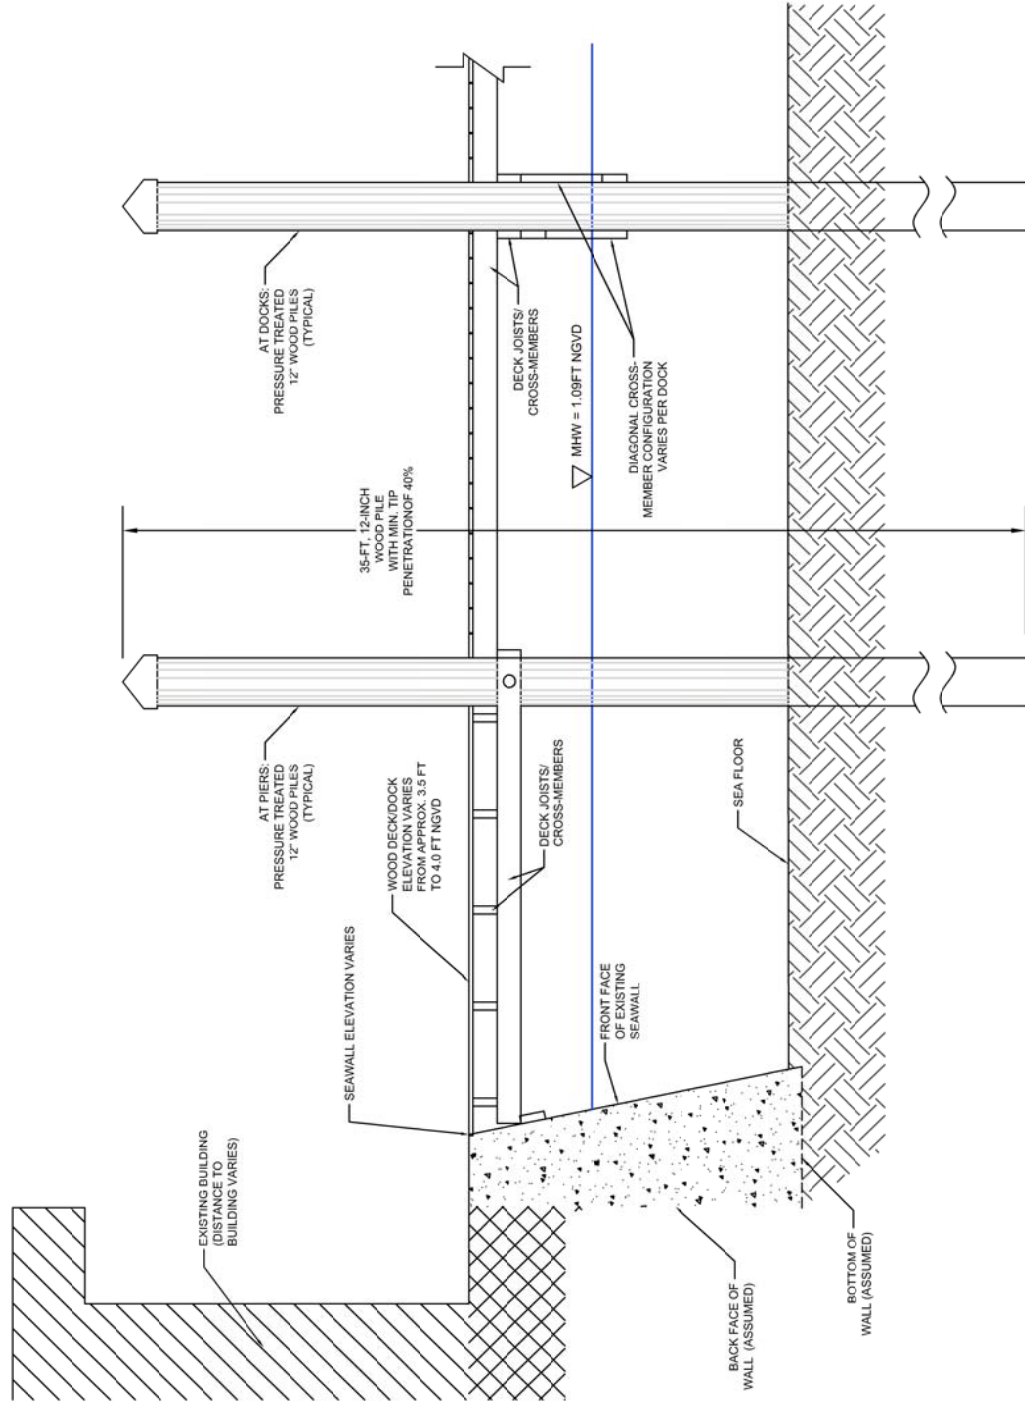 EXISTING BUILDING
(DISTANCE TO
BUILDING VARIES)
SEAWALL ELEVATION VARIES
WOOD DECK/DOCK
ELEVATION VARIES
FROM APPROX. 3.5 FT
TO 4.0 FT NGVD
AT PIERS:
PRESSURE TREATED
12" WOOD PILES
(TYPICAL)
35-FT, 12-INCH
WOOD PILE
WITH MIN. TIP
PENETRATIONOF 40%
AT DOCKS:
PRESSURE TREATED
12" WOOD PILES
(TYPICAL)
BACK FACE OF
WALL (ASSUMED)
BOTTOM OF
WALL (ASSUMED)
FRONT FACE
OF EXISTING
SEAWALL
DECK JOISTS/
CROSS-MEMBERS
SEA FLOOR
MHW = 1.09FT NGVD
DECK JOISTS/
CROSS-MEMBERS
DIAGONAL CROSS-
MEMBER CONFIGURATION
VARIES PER DOCK